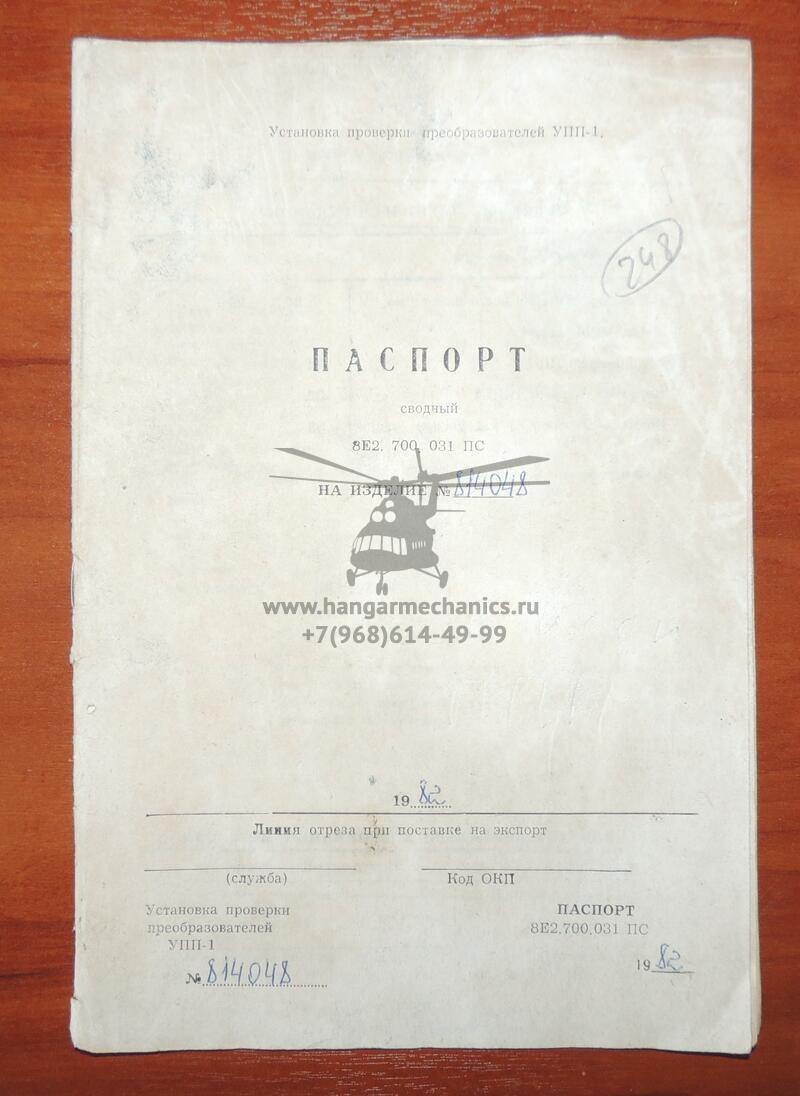 Установка проверки преобразователей УПП-1.
248
ПАСПОРТ
сводный
8Е2. 700. 031 ПС
НА ИЗДЕЛИЕ № 814048
www.hangarmechanics.ru
+7(968)614-49-99
19 82
Линия отреза при поставке на экспорт
(служба) Код ОКП
Установка проверки ПАСПОРТ
преобразователей 8Е2.700.031 ПС
УПП-1
19 82
№ 814048